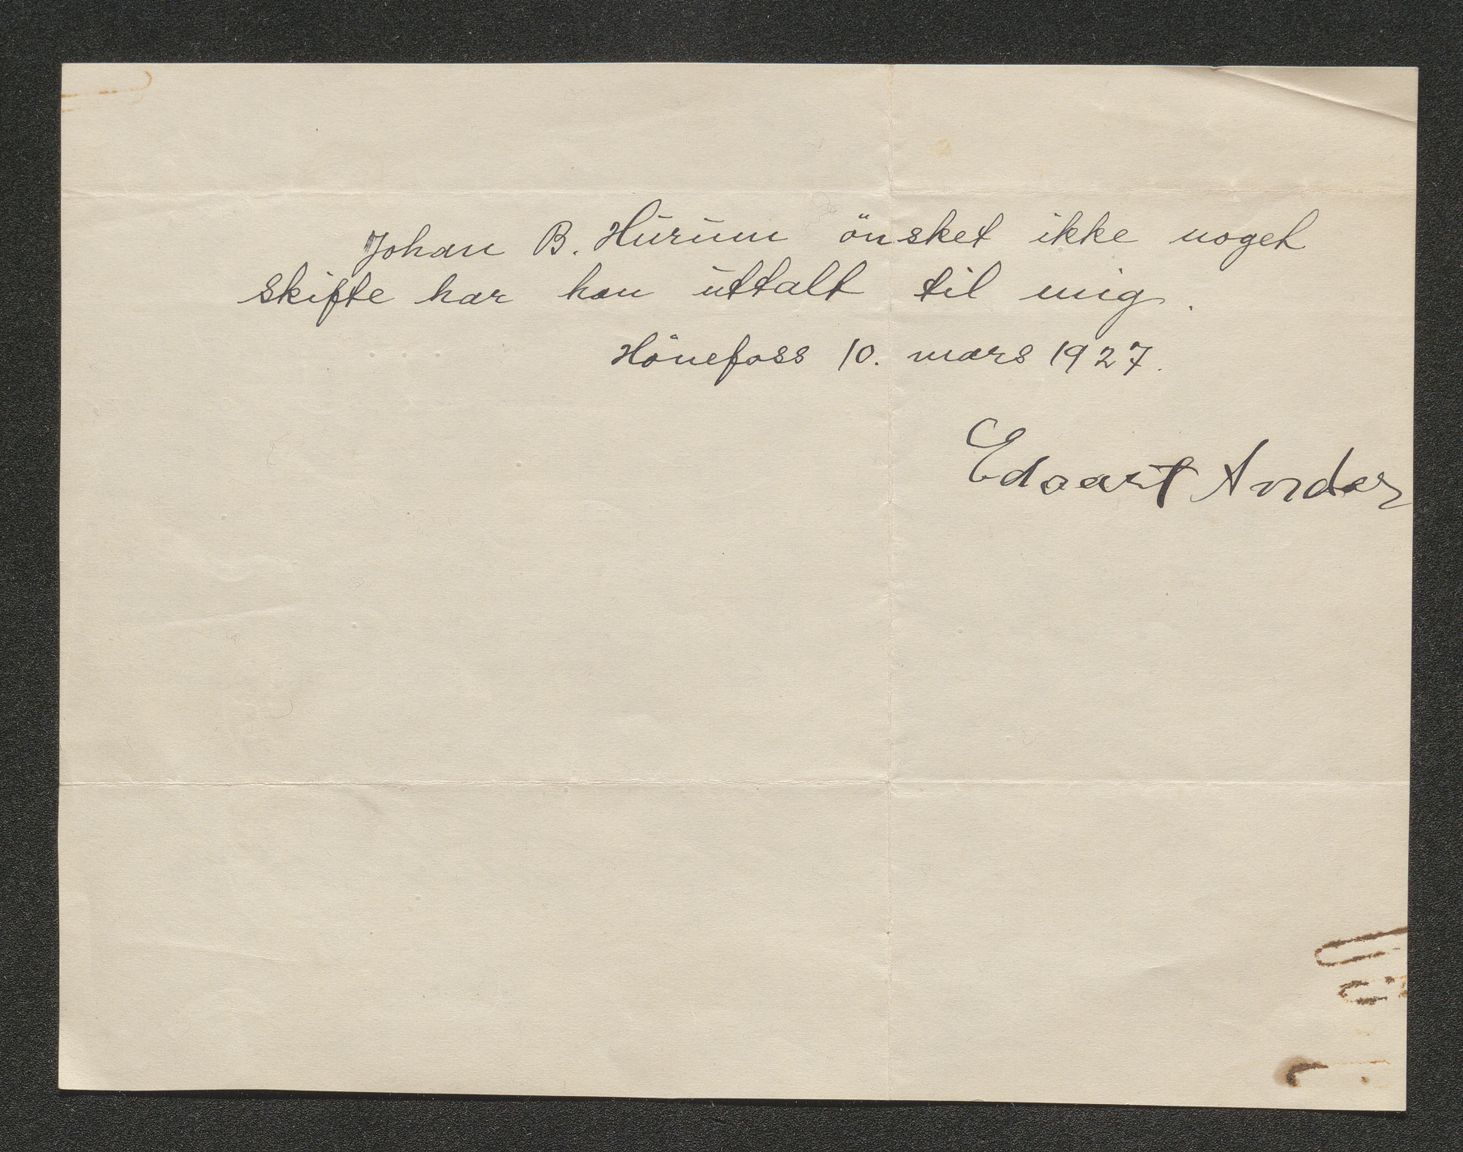 Johan B. Hurum önsket ikke noget
skifte har han uttalt til mig.
Hönefoss 10. mars 1927.
Edvart Ander